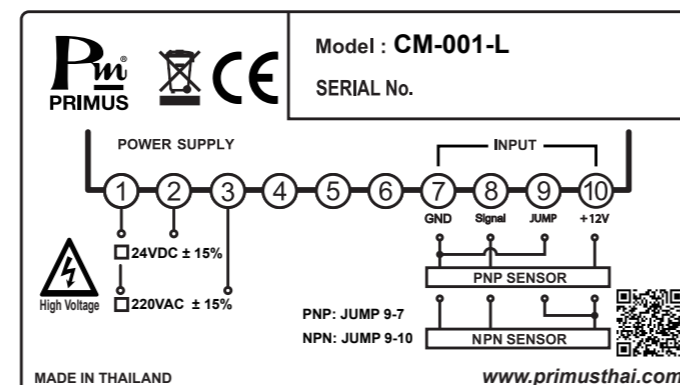 Pm®
PRIMUS
CE
Model : CM-001-L
SERIAL No.
POWER SUPPLY
INPUT
1 2 3 4 5 6 7 8 9 10
GND Signal JUMP +12V
24VDC ± 15%
PNP SENSOR
High Voltage
220VAC ± 15%
PNP: JUMP 9-7
NPN: JUMP 9-10
NPN SENSOR
MADE IN THAILAND
www.primusthai.com